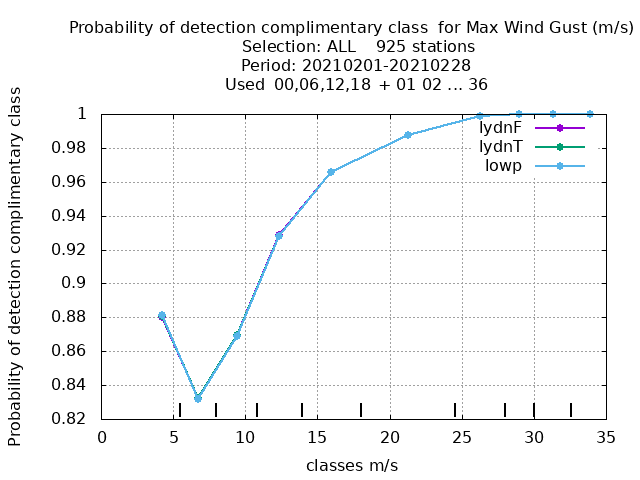 Probability of detection complimentary class  for Max Wind Gust (m/s)
Selection: ALL    925 stations
Period: 20210201-20210228
Used  00,06,12,18  + 01 02 ... 36
Probability of detection complimentary class
1
0.98
0.96
0.94
0.92
0.9
0.88
0.86
0.84
0.82
lydnF
lydnT
lowp
0 5 10 15 20 25 30 35
classes m/s